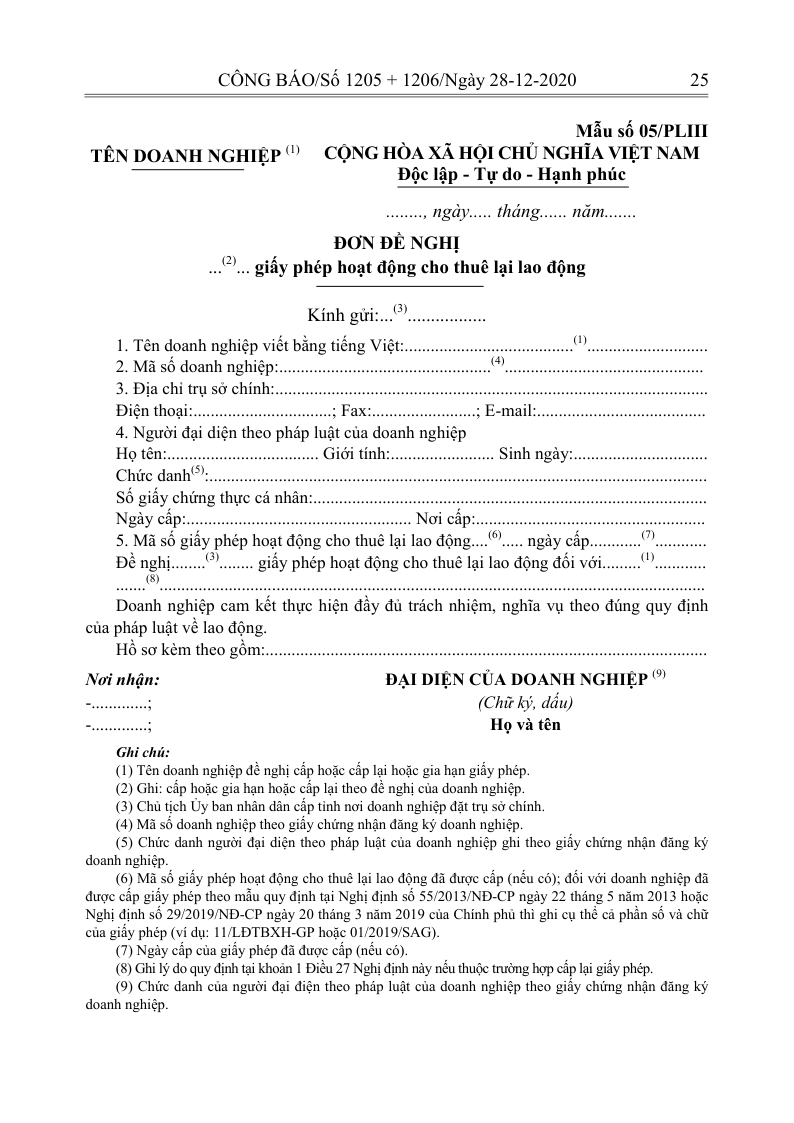 CÔNG BÁO/Số 1205 + 1206/Ngày 28-12-2020 25
Mẫu số 05/PLIII
TÊN DOANH NGHIỆP (1) CỘNG HÒA XÃ HỘI CHỦ NGHĨA VIỆT NAM
Độc lập - Tự do - Hạnh phúc
........, ngày..... tháng...... năm.......
ĐƠN ĐỀ NGHỊ
...(2)... giấy phép hoạt động cho thuê lại lao động
Kính gửi:...(3).................
1. Tên doanh nghiệp viết bằng tiếng Việt:.......................................(1)............................
2. Mã số doanh nghiệp:.................................................(4)..............................................
3. Địa chỉ trụ sở chính:....................................................................................................
Điện thoại:................................; Fax:........................; E-mail:.......................................
4. Người đại diện theo pháp luật của doanh nghiệp
Họ tên:................................... Giới tính:........................ Sinh ngày:...............................
Chức danh(5):...................................................................................................................
Số giấy chứng thực cá nhân:...........................................................................................
Ngày cấp:.................................................... Nơi cấp:.....................................................
5. Mã số giấy phép hoạt động cho thuê lại lao động....(6)..... ngày cấp............(7)............
Đề nghị........(3)........ giấy phép hoạt động cho thuê lại lao động đối với.........(1)............
.......(8)..............................................................................................................................
Doanh nghiệp cam kết thực hiện đầy đủ trách nhiệm, nghĩa vụ theo đúng quy định
của pháp luật về lao động.
Hồ sơ kèm theo gồm:......................................................................................................
Nơi nhận: ĐẠI DIỆN CỦA DOANH NGHIỆP (9)
-.............; (Chữ ký, dấu)
-.............; Họ và tên
Ghi chú:
(1) Tên doanh nghiệp đề nghị cấp hoặc cấp lại hoặc gia hạn giấy phép.
(2) Ghi: cấp hoặc gia hạn hoặc cấp lại theo đề nghị của doanh nghiệp.
(3) Chủ tịch Ủy ban nhân dân cấp tỉnh nơi doanh nghiệp đặt trụ sở chính.
(4) Mã số doanh nghiệp theo giấy chứng nhận đăng ký doanh nghiệp.
(5) Chức danh người đại diện theo pháp luật của doanh nghiệp ghi theo giấy chứng nhận đăng ký
doanh nghiệp.
(6) Mã số giấy phép hoạt động cho thuê lại lao động đã được cấp (nếu có); đối với doanh nghiệp đã
được cấp giấy phép theo mẫu quy định tại Nghị định số 55/2013/NĐ-CP ngày 22 tháng 5 năm 2013 hoặc
Nghị định số 29/2019/NĐ-CP ngày 20 tháng 3 năm 2019 của Chính phủ thì ghi cụ thể cả phần số và chữ
của giấy phép (ví dụ: 11/LĐTBXH-GP hoặc 01/2019/SAG).
(7) Ngày cấp của giấy phép đã được cấp (nếu có).
(8) Ghi lý do quy định tại khoản 1 Điều 27 Nghị định này nếu thuộc trường hợp cấp lại giấy phép.
(9) Chức danh của người đại điện theo pháp luật của doanh nghiệp theo giấy chứng nhận đăng ký
doanh nghiệp.